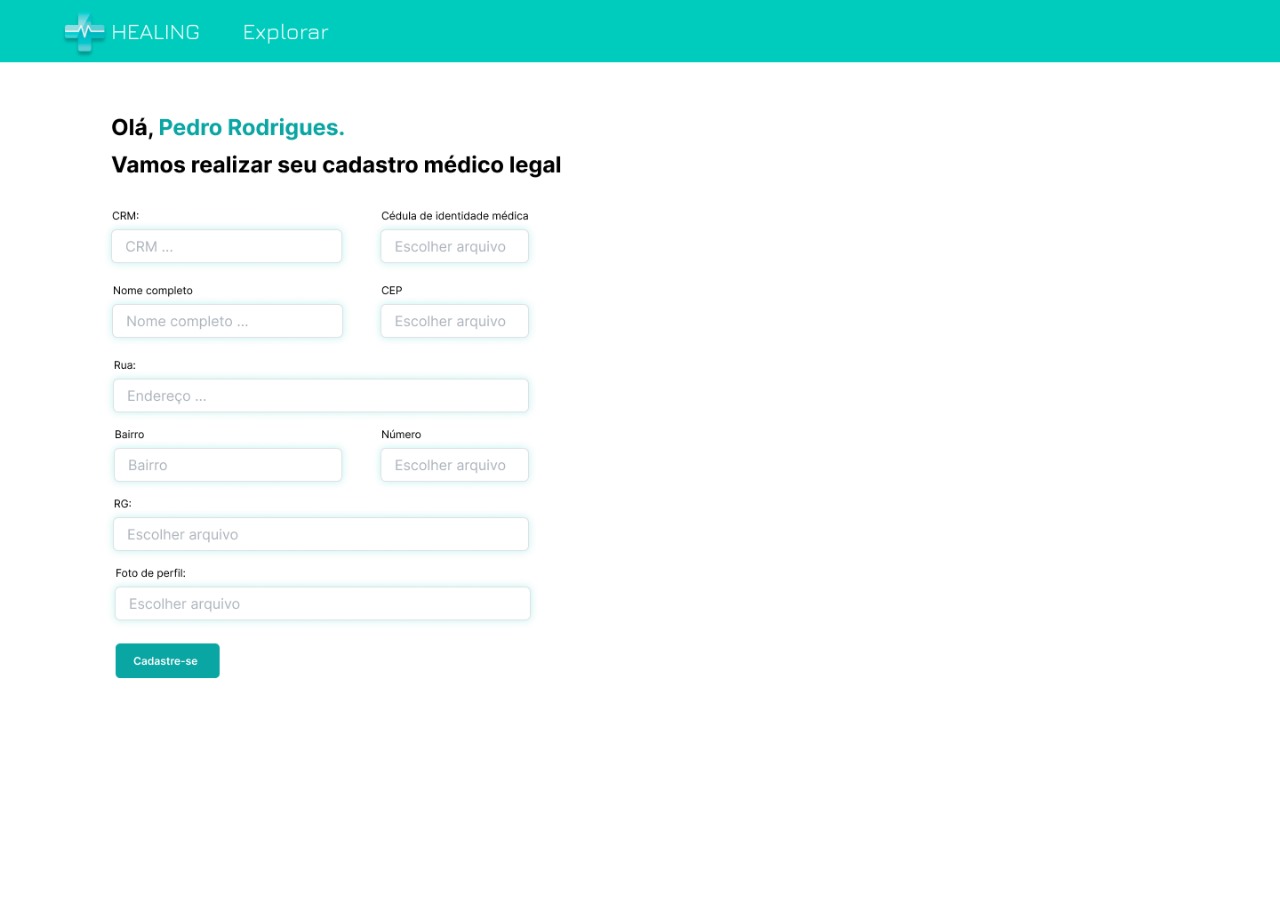 HEALING Explorar
Olá, Pedro Rodrigues.
Vamos realizar seu cadastro médico legal
CRM: Cédula de identidade médica
CRM ... Escolher arquivo
Nome completo CEP
Nome completo ... Escolher arquivo
Rua:
Endereço ...
Bairro Número
Bairro Escolher arquivo
RG:
Escolher arquivo
Foto de perfil:
Escolher arquivo
Cadastre-se